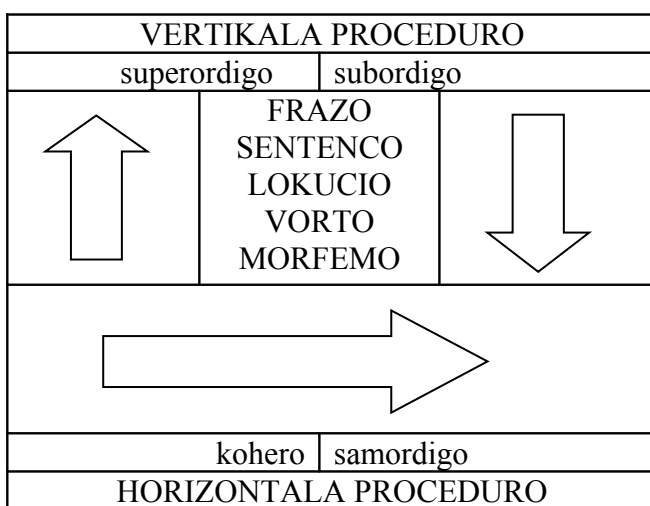 VERTIKALA PROCEDURO
superordigo subordigo
FRAZO
SENTENCO
LOKUCIO
VORTO
MORFEMO
kohero samordigo
HORIZONTALA PROCEDURO